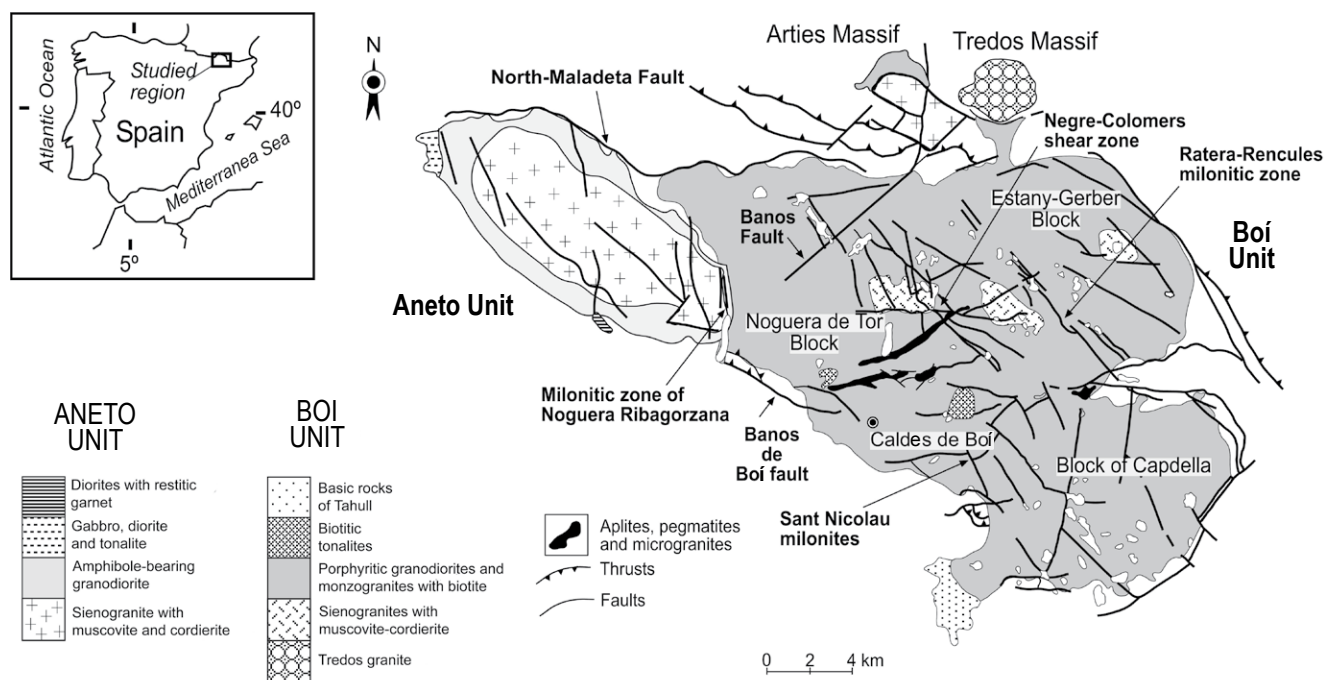 Atlantic Ocean
Studied
region
Spain
40º
Mediterranea Sea
5º
N
North-Maladeta Fault
Arties Massif
Tredos Massif
Negre-Colomers
shear zone
Ratera-Rencules
milonitic zone
Estany-Gerber
Block
Banos
Fault
Boí
Unit
Aneto Unit
Noguera de Tor
Block
Milonitic zone of
Noguera Ribagorzana
Banos
de
Boí fault
Caldes de Boí
Block of Capdella
Sant Nicolau
milonites
ANETO
UNIT
Diorites with restitic
garnet
Gabbro, diorite
and tonalite
Amphibole-bearing
granodiorite
Sienogranite with
muscovite and cordierite
BOI
UNIT
Basic rocks
of Tahull
Biotitic
tonalites
Porphyritic granodiorites and
monzogranites with biotite
Sienogranites with
muscovite-cordierite
Tredos granite
Aplites, pegmatites
and microgranites
Thrusts
Faults
0 2 4 km